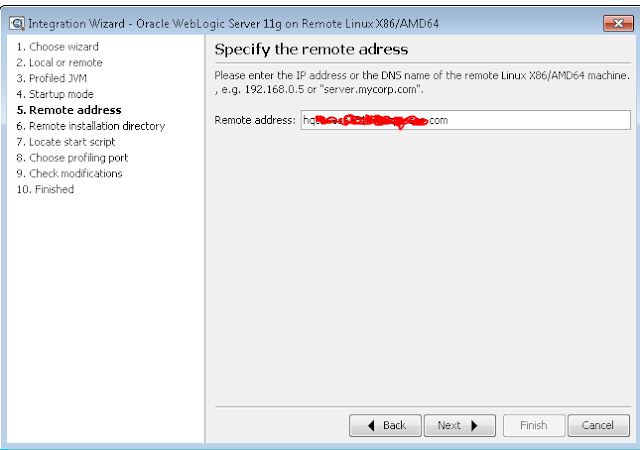 Integration Wizard - Oracle WebLogic Server 11g on Remote Linux X86/AMD64
1. Choose wizard
2. Local or remote
3. Profiled JVM
4. Startup mode
5. Remote address
6. Remote installation directory
7. Locate start script
8. Choose profiling port
9. Check modifications
10. Finished
Specify the remote adress
Please enter the IP address or the DNS name of the remote Linux X86/AMD64 machine.
, e.g. 192.168.0.5 or "server.mycorp.com".
Remote address: hq .com
Back Next Finish Cancel